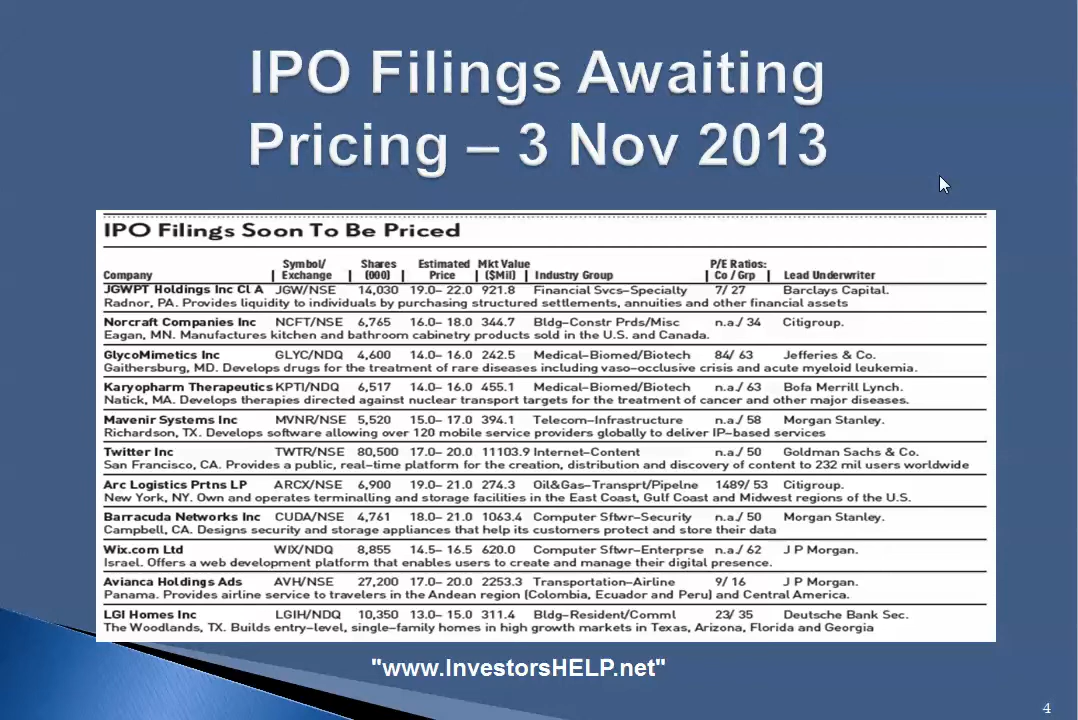 IPO Filings Awaiting
Pricing – 3 Nov 2013
IPO Filings Soon To Be Priced
Symbol/ Shares Estimated Mkt Value P/E Ratios:
Company | Exchange | (000) | Price | ($Mil) | Industry Group | Co / Grp | Lead Underwriter
JGWPT Holdings Inc Cl A JGW/NSE 14,030 19.0– 22.0 921.8 Financial Svcs–Specialty 7/ 27 Barclays Capital.
Radnor, PA. Provides liquidity to individuals by purchasing structured settlements, annuities and other financial assets
Norcraft Companies Inc NCFT/NSE 6,765 16.0– 18.0 344.7 Bldg–Constr Prds/Misc n.a./ 34 Citigroup.
Eagan, MN. Manufactures kitchen and bathroom cabinetry products sold in the U.S. and Canada.
GlycoMimetics Inc GLYC/NDQ 4,600 14.0– 16.0 242.5 Medical–Biomed/Biotech 84/ 63 Jefferies & Co.
Gaithersburg, MD. Develops drugs for the treatment of rare diseases including vaso–occlusive crisis and acute myeloid leukemia.
Karyopharm Therapeutics KPTI/NDQ 6,517 14.0– 16.0 455.1 Medical–Biomed/Biotech n.a./ 63 Bofa Merrill Lynch.
Natick, MA. Develops therapies directed against nuclear transport targets for the treatment of cancer and other major diseases.
Mavenir Systems Inc MVNR/NSE 5,520 15.0– 17.0 394.1 Telecom–Infrastructure n.a./ 58 Morgan Stanley.
Richardson, TX. Develops software allowing over 120 mobile service providers globally to deliver IP–based services
Twitter Inc TWTR/NSE 80,500 17.0– 20.0 11103.9 Internet–Content n.a./ 50 Goldman Sachs & Co.
San Francisco, CA. Provides a public, real–time platform for the creation, distribution and discovery of content to 232 mil users worldwide
Arc Logistics Prtns LP ARCX/NSE 6,900 19.0– 21.0 274.3 Oil&Gas–Transprt/Pipelne 1489/ 53 Citigroup.
New York, NY. Own and operates terminalling and storage facilities in the East Coast, Gulf Coast and Midwest regions of the U.S.
Barracuda Networks Inc CUDA/NSE 4,761 18.0– 21.0 1063.4 Computer Sftwr–Security n.a./ 50 Morgan Stanley.
Campbell, CA. Designs security and storage appliances that help its customers protect and store their data
Wix.com Ltd WIX/NDQ 8,855 14.5– 16.5 620.0 Computer Sftwr–Enterprse n.a./ 62 J P Morgan.
Israel. Offers a web development platform that enables users to create and manage their digital presence.
Avianca Holdings Ads AVH/NSE 27,200 17.0– 20.0 2253.3 Transportation–Airline 9/ 16 J P Morgan.
Panama. Provides airline service to travelers in the Andean region (Colombia, Ecuador and Peru) and Central America.
LGI Homes Inc LGIH/NDQ 10,350 13.0– 15.0 311.4 Bldg–Resident/Comml 23/ 35 Deutsche Bank Sec.
The Woodlands, TX. Builds entry–level, single–family homes in high growth markets in Texas, Arizona, Florida and Georgia
"www.InvestorsHELP.net"
4